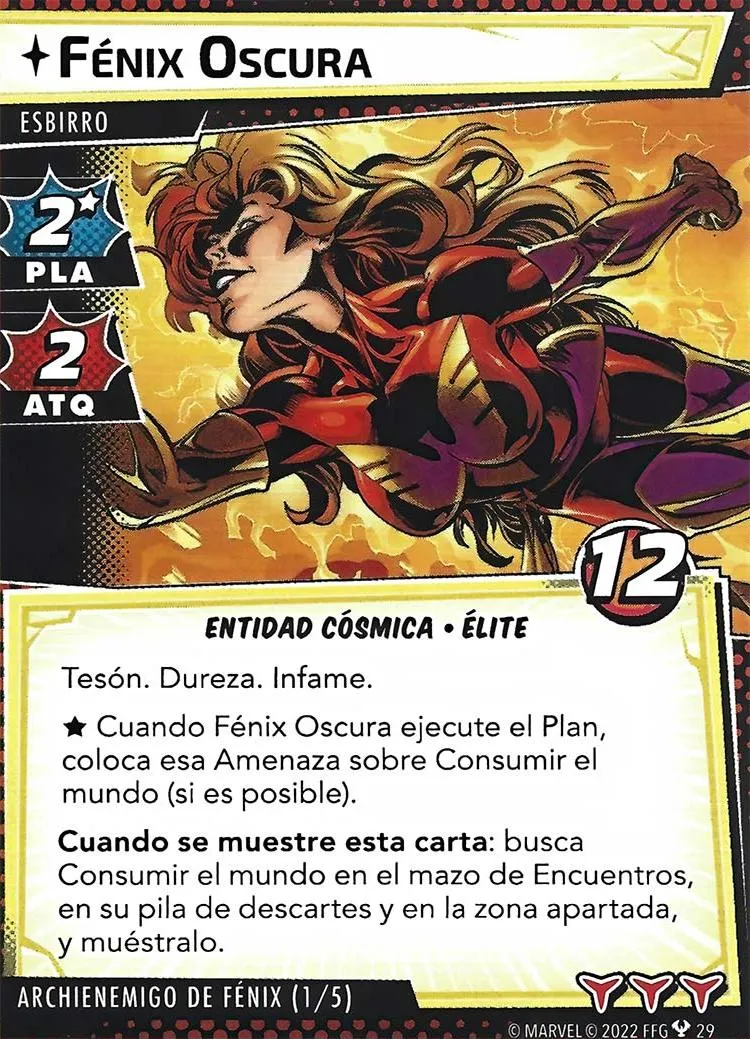 FÉNIX OSCURA
ESBIRRO
2★
PLA
2
ATQ
12
ENTIDAD CÓSMICA • ÉLITE
Tesón. Dureza. Infame.
★ Cuando Fénix Oscura ejecute el Plan,
coloca esa Amenaza sobre Consumir el
mundo (si es posible).
Cuando se muestre esta carta: busca
Consumir el mundo en el mazo de Encuentros,
en su pila de descartes y en la zona apartada,
y muéstralo.
ARCHIENEMIGO DE FÉNIX (1/5)
© MARVEL © 2022 FFG 29